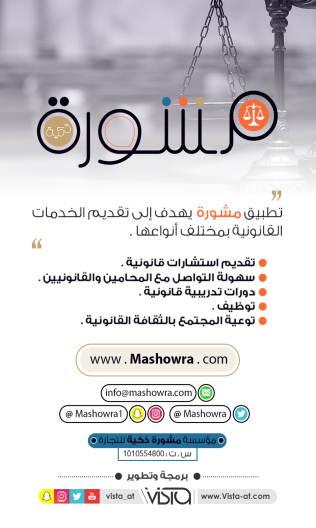 مشورة
ذكية
”
تطبيق مشورة يهدف إلى تقديم الخدمات
القانونية بمختلف أنواعها .
“
تقديم استشارات قانونية .
سهولة التواصل مع المحامين والقانونيين .
دورات تدريبية قانونية .
توظيف .
توعية المجتمع بالثقافة القانونية .
www . Mashowra . com
info@mashowra.com
@ Mashowra1
@ Mashowra
مؤسسة مشورة ذكية للتجارة
س . ت : 1010554800
برمجة وتطوير
vista_at
VISTA
www.Vista-at.com